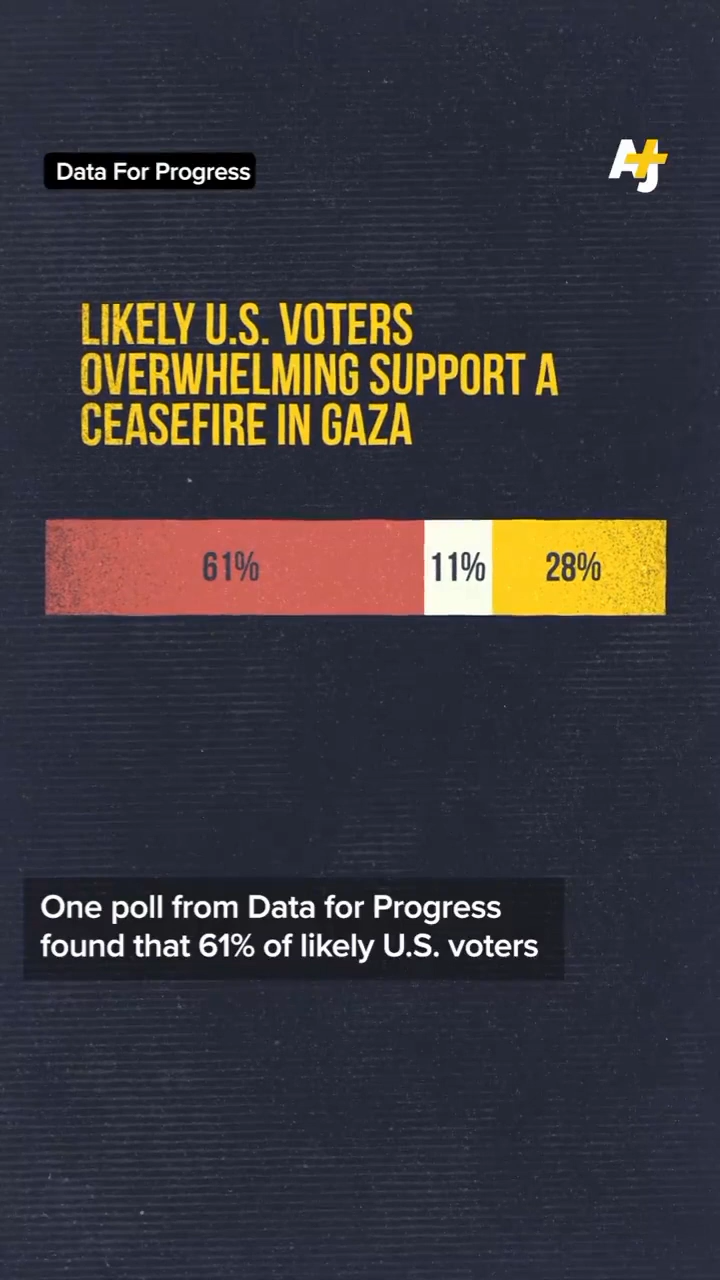 Data For Progress
AJ+
LIKELY U.S. VOTERS
OVERWHELMING SUPPORT A
CEASEFIRE IN GAZA
61%
11%
28%
One poll from Data for Progress
found that 61% of likely U.S. voters